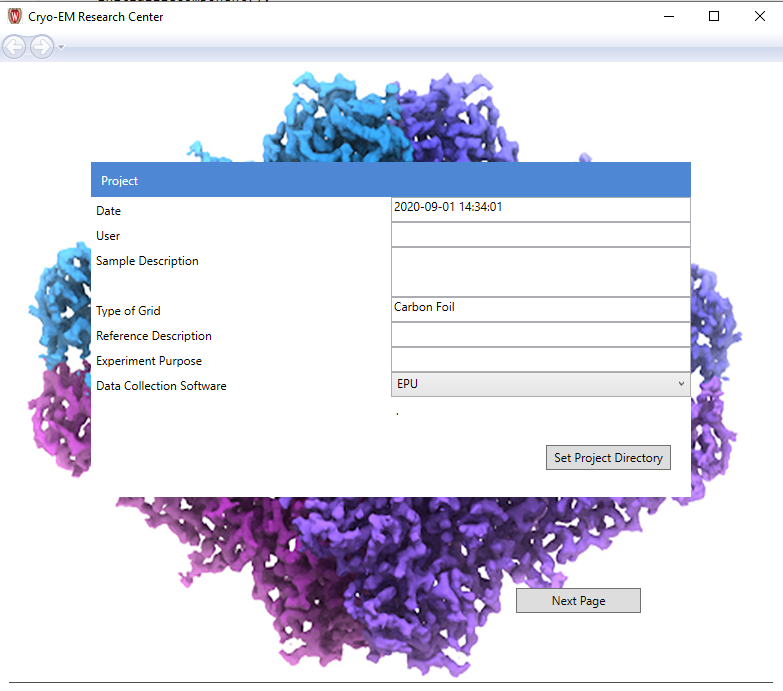 Cryo-EM Research Center
Project
Date 2020-09-01 14:34:01
User
Sample Description
Type of Grid Carbon Foil
Reference Description
Experiment Purpose
Data Collection Software EPU
.
Set Project Directory
Next Page